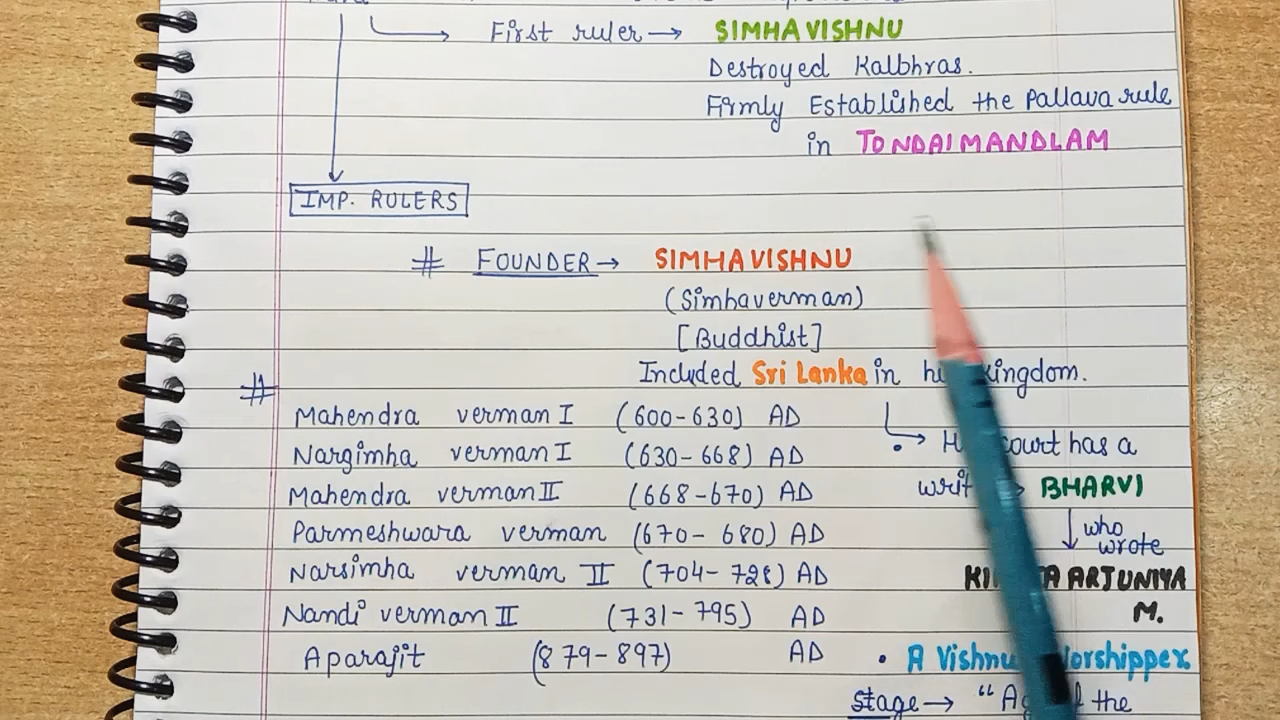 First ruler → SIMHAVISHNU
Destroyed Kalbhras.
Firmly Established the Pallava rule
in TONDAIMANDLAM
IMP. RULERS
# FOUNDER → SIMHAVISHNU
(Simhaverman)
[Buddhist]
Included Sri Lanka in kingdom.
#
Mahendra verman I (600-630) AD
Nargimha verman I (630-668) AD
court has a
Mahendra verman II (668-670) AD
BHARVI
Parmeshwara verman (670-680) AD
who
wrote
Narsimha verman II (704-728) AD
ARJUNIYA
M.
Nandi verman II (731-795) AD
Aparajit (879-897) AD
• A Vishnu Worshipper
stage → " the